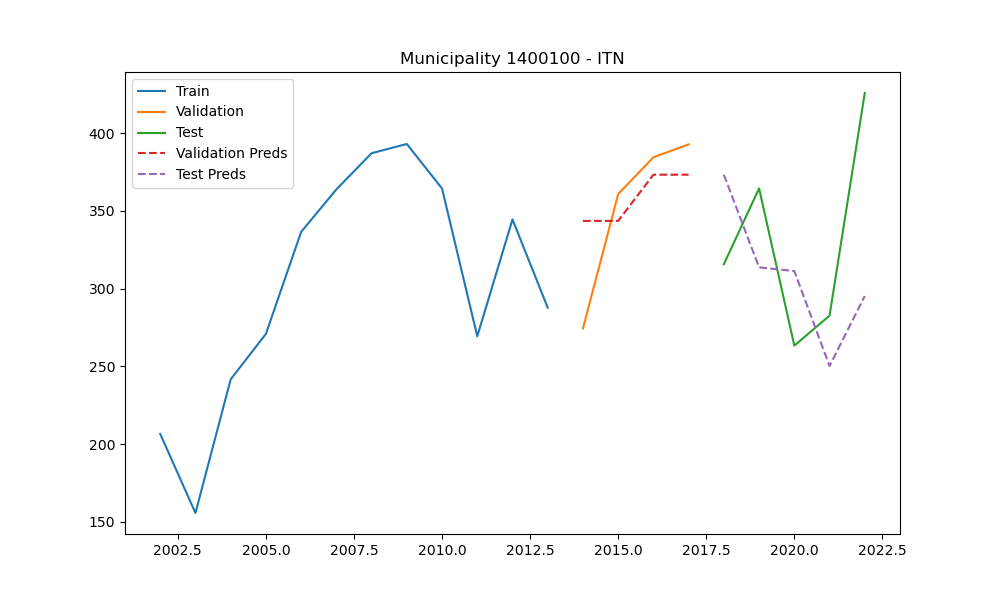 Municipality 1400100 - ITN
Train
Validation
Test
Validation Preds
Test Preds
400
350
300
250
200
150
2002.5 2005.0 2007.5 2010.0 2012.5 2015.0 2017.5 2020.0 2022.5